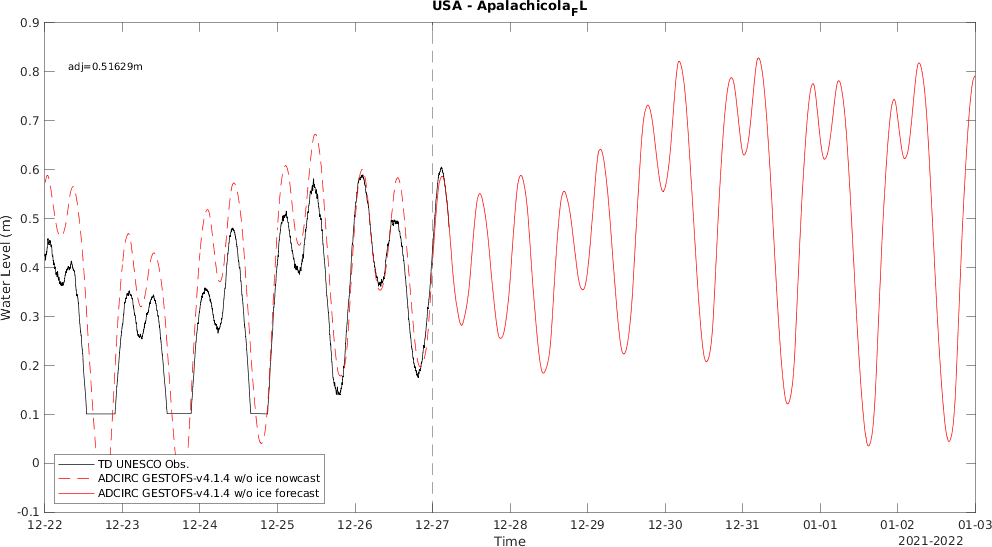 USA - Apalachicola_FL
adj=0.51629m
0.9
0.8
0.7
0.6
0.5
0.4
0.3
0.2
0.1
0
-0.1
Water Level (m)
TD UNESCO Obs.
ADCIRC GESTOFS-v4.1.4 w/o ice nowcast
ADCIRC GESTOFS-v4.1.4 w/o ice forecast
12-22 12-23 12-24 12-25 12-26 12-27 12-28 12-29 12-30 12-31 01-01 01-02 01-03
Time
2021-2022